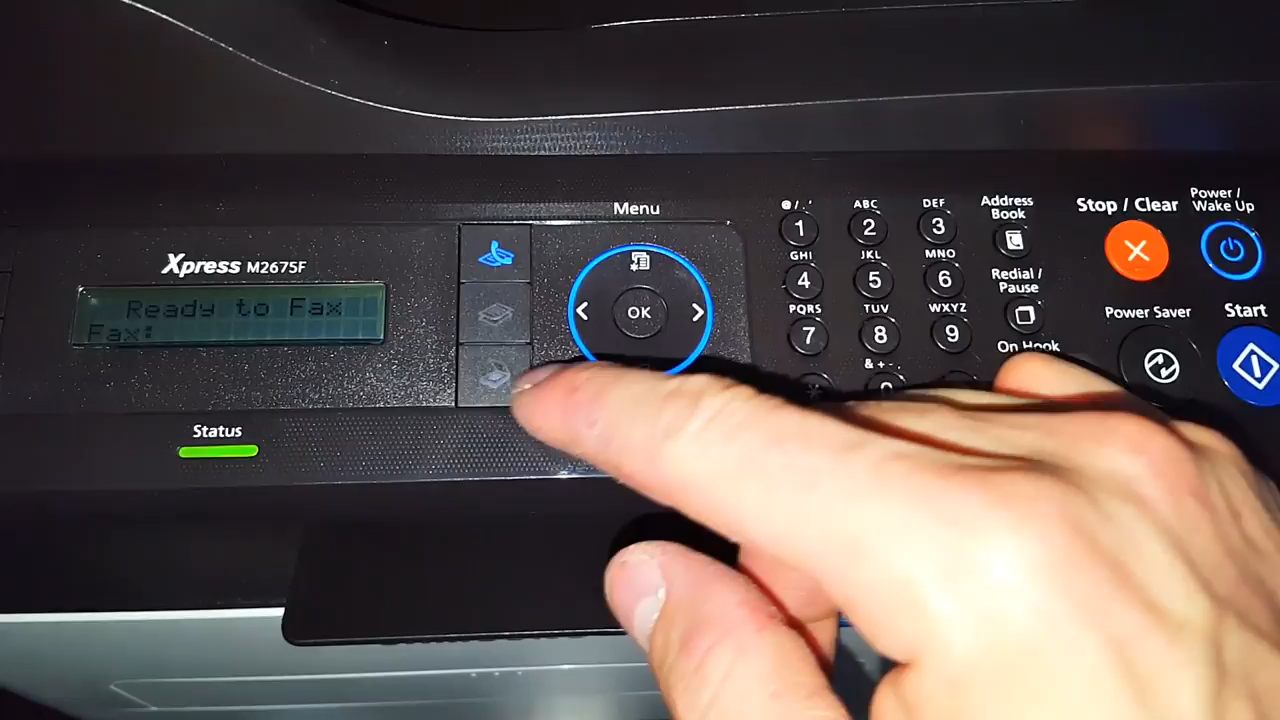 Xpress M2675F
Ready to Fax
Fax:
Status
Menu
OK
@/.'
1
ABC
2
DEF
3
GHI
4
JKL
5
MNO
6
PQRS
7
TUV
8
WXYZ
9
& + - ,
Address
Book
Redial /
Pause
On Hook
Stop / Clear
Power /
Wake Up
Power Saver
Start